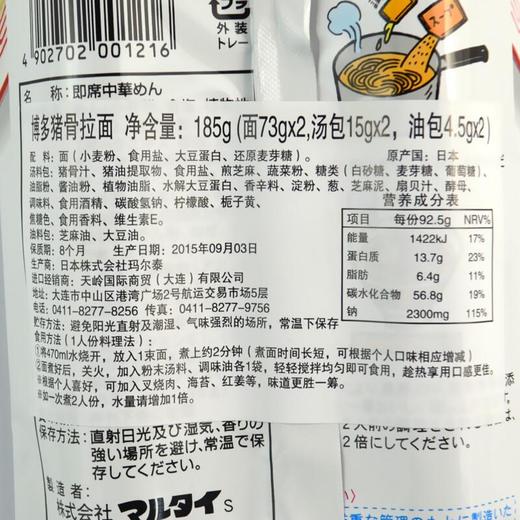 4 902702 001216
外装
トレー
スープ
名 称：即席中華めん
博多猪骨拉面 净含量：185g (面73gx2,汤包15gx2，油包4.5gx2)
配 料：面（小麦粉、食用盐、大豆蛋白、还原麦芽糖）。
原产国：日本
汤料包：猪骨汁、猪油提取物、食用盐、煎芝麻、蔬菜粉、糖类（白砂糖、麦芽糖、葡萄糖）、
油脂粉、酱油粉、植物油脂、水解大豆蛋白、香辛料、淀粉、葱、芝麻泥、扇贝汁、酵母、
调味料、食用酒精、碳酸氢钠、柠檬酸、栀子黄、
焦糖色、食用香料、维生素E。
油料包：芝麻油、大豆油。
保质期：8个月 生产日期：2015年09月03日
生产商：日本株式会社玛尔泰
进口经销商：天岭国际商贸（大连）有限公司
地址：大连市中山区港湾广场2号航运交易市场5层
电话：0411-8277-8256 传真：0411-8277-9756
营养成分表
项目 每份92.5g NRV%
能量 1422kJ 17%
蛋白质 13.7g 23%
脂肪 6.4g 11%
碳水化合物 56.8g 19%
钠 2300mg 115%
贮存方法：避免阳光直射及潮湿、气味强烈的场所，常温下保存
食用方法（1人份料理法）：
①将470ml水烧开，放入1束面，煮上约2分钟（煮面时间长短，可根据个人口味相应增减）
②面煮好后，关火，加入粉末汤料、调味油各1袋，轻轻搅拌均匀即可食用，趁热享用口感更佳。
※根据个人喜好，可加入叉烧肉、海苔、红姜等，味道更胜一筹。
※如一次煮2人份，水量请增加1倍。
保存方法：直射日光及び湿気、香りの
強い場所を避け、常温で保
存してください。
2人前の調理
2倍にしてください。
製造者：
株式会社 マルタイ S